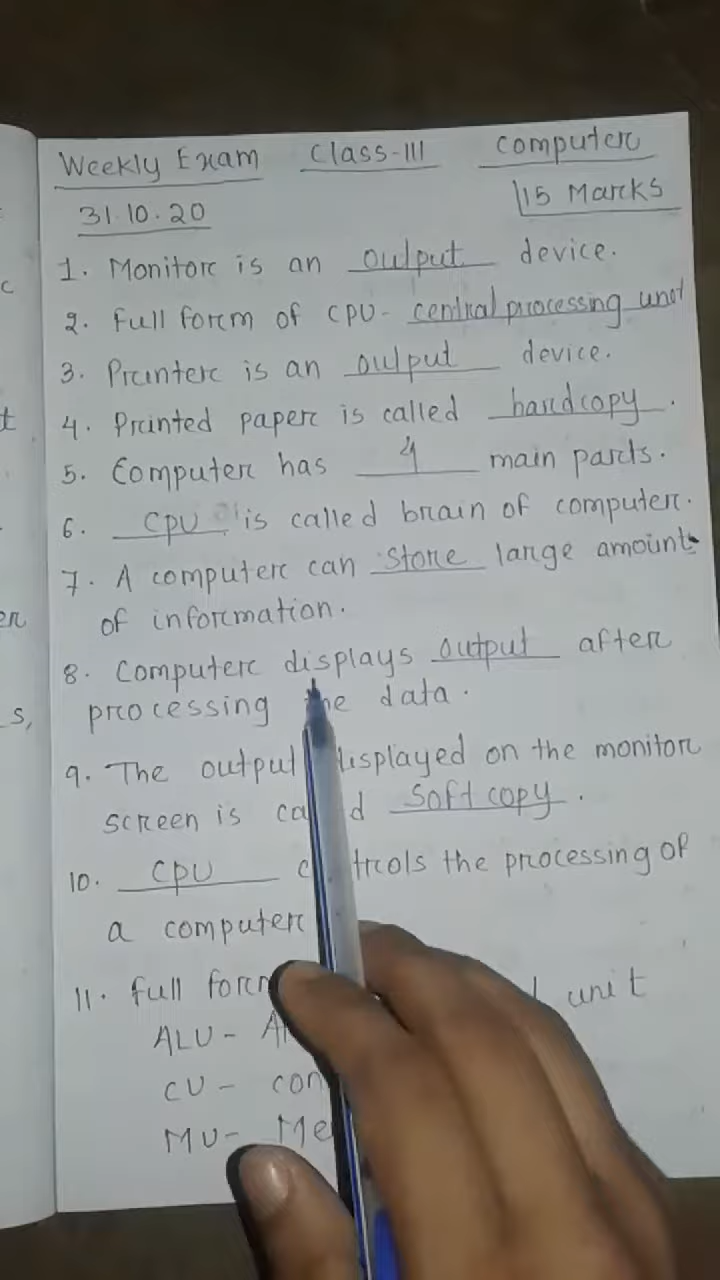 Weekly Exam Class-III Computer
31.10.20 15 Marks
1. Monitor is an output device.
2. Full form of CPU- central processing unit
3. Printer is an output device.
4. Printed paper is called hardcopy.
5. Computer has 4 main parts.
6. CPU is called brain of computer.
7. A computer can store large amount
of information.
8. Computer displays output after
processing the data.
9. The output displayed on the monitor
screen is soft copy.
10. CPU the processing of
a computer
11. Full unit
ALU-
CU-
MU-